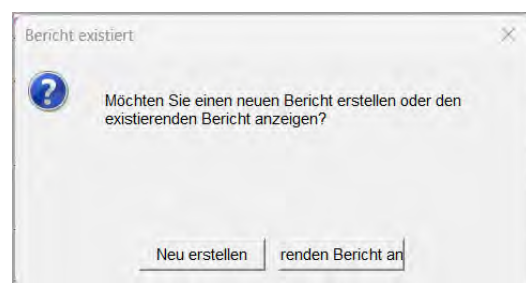 Bericht existiert
Möchten Sie einen neuen Bericht erstellen oder den
existierenden Bericht anzeigen?
Neu erstellen
renden Bericht an